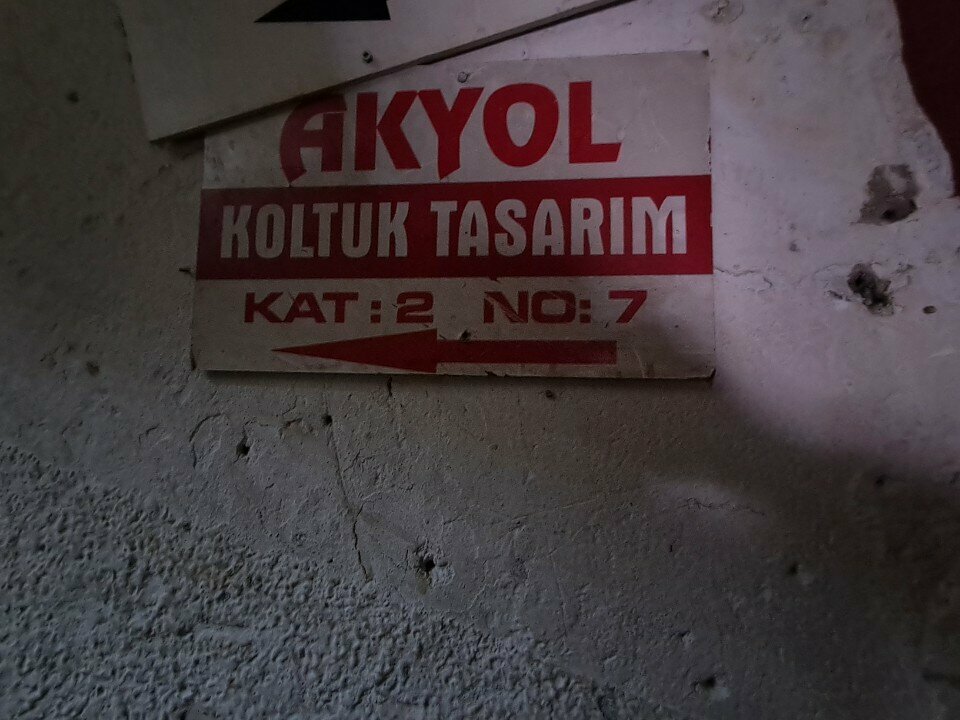 AKYOL
KOLTUK TASARIM
KAT : 2 NO: 7